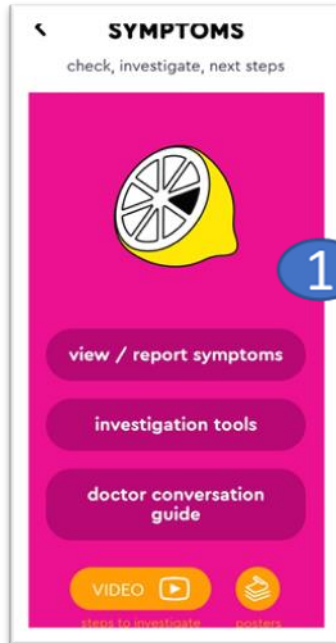 SYMPTOMS
check, investigate, next steps
1
view / report symptoms
investigation tools
doctor conversation
guide
VIDEO
steps to investigate posters